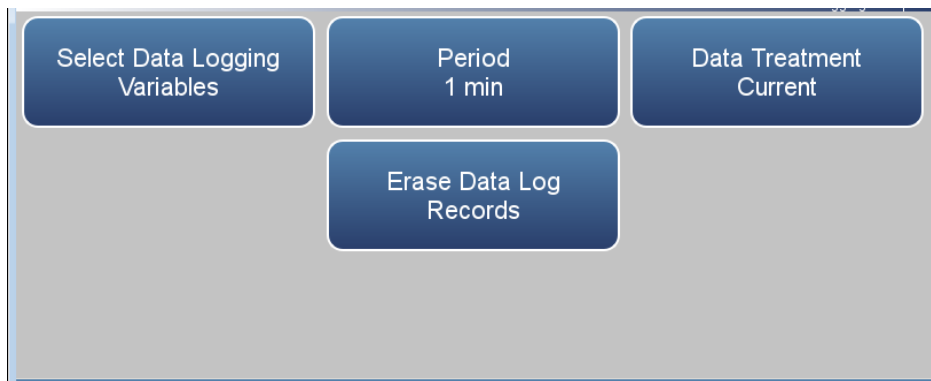 Select Data Logging
Variables
Period
1 min
Data Treatment
Current
Erase Data Log
Records